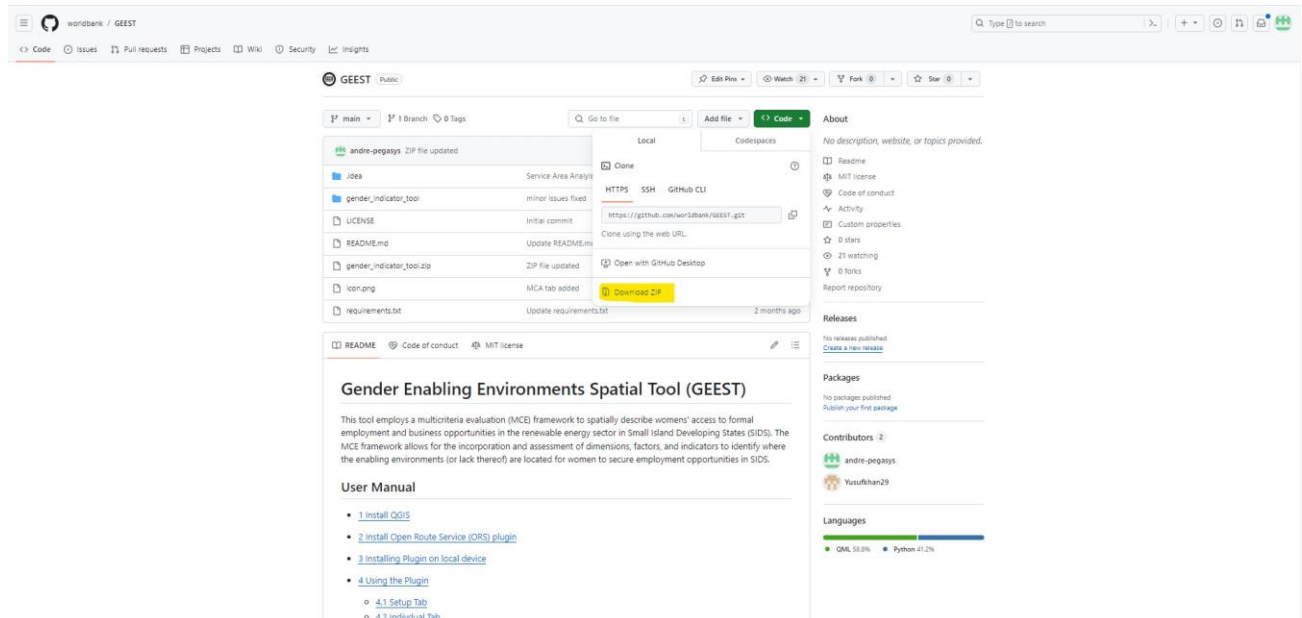 worldbank / GEEST
Type / to search
Code Issues Pull requests Projects Wiki Security Insights
GEEST Public
Edit Pins Watch 21 Fork 0 Star 0
main 1 Branch 0 Tags
Go to file t
Add file
Code
andre-pegasys ZIP file updated
.idea Service Area Analysis
gender_indicator_tool minor issues fixed
LICENSE Initial commit
README.md Update README.md
gender_indicator_tool.zip ZIP file updated
icon.png MCA tab added
requirements.txt Update requirements.txt 2 months ago
Local Codespaces
Clone
HTTPS SSH GitHub CLI
https://github.com/worldbank/GEEST.git
Clone using the web URL.
Open with GitHub Desktop
Download ZIP
README Code of conduct MIT license
Gender Enabling Environments Spatial Tool (GEEST)
This tool employs a multicriteria evaluation (MCE) framework to spatially describe womens' access to formal
employment and business opportunities in the renewable energy sector in Small Island Developing States (SIDS). The
MCE framework allows for the incorporation and assessment of dimensions, factors, and indicators to identify where
the enabling environments (or lack thereof) are located for women to secure employment opportunities in SIDS.
User Manual
1 Install QGIS
2 Install Open Route Service (ORS) plugin
3 Installing Plugin on local device
4 Using the Plugin
4.1 Setup Tab
4.2 Individual Tab
About
No description, website, or topics provided.
Readme
MIT license
Code of conduct
Activity
Custom properties
0 stars
21 watching
0 forks
Report repository
Releases
No releases published
Create a new release
Packages
No packages published
Publish your first package
Contributors 2
andre-pegasys
Yusufkhan29
Languages
QML 58.8% Python 41.2%